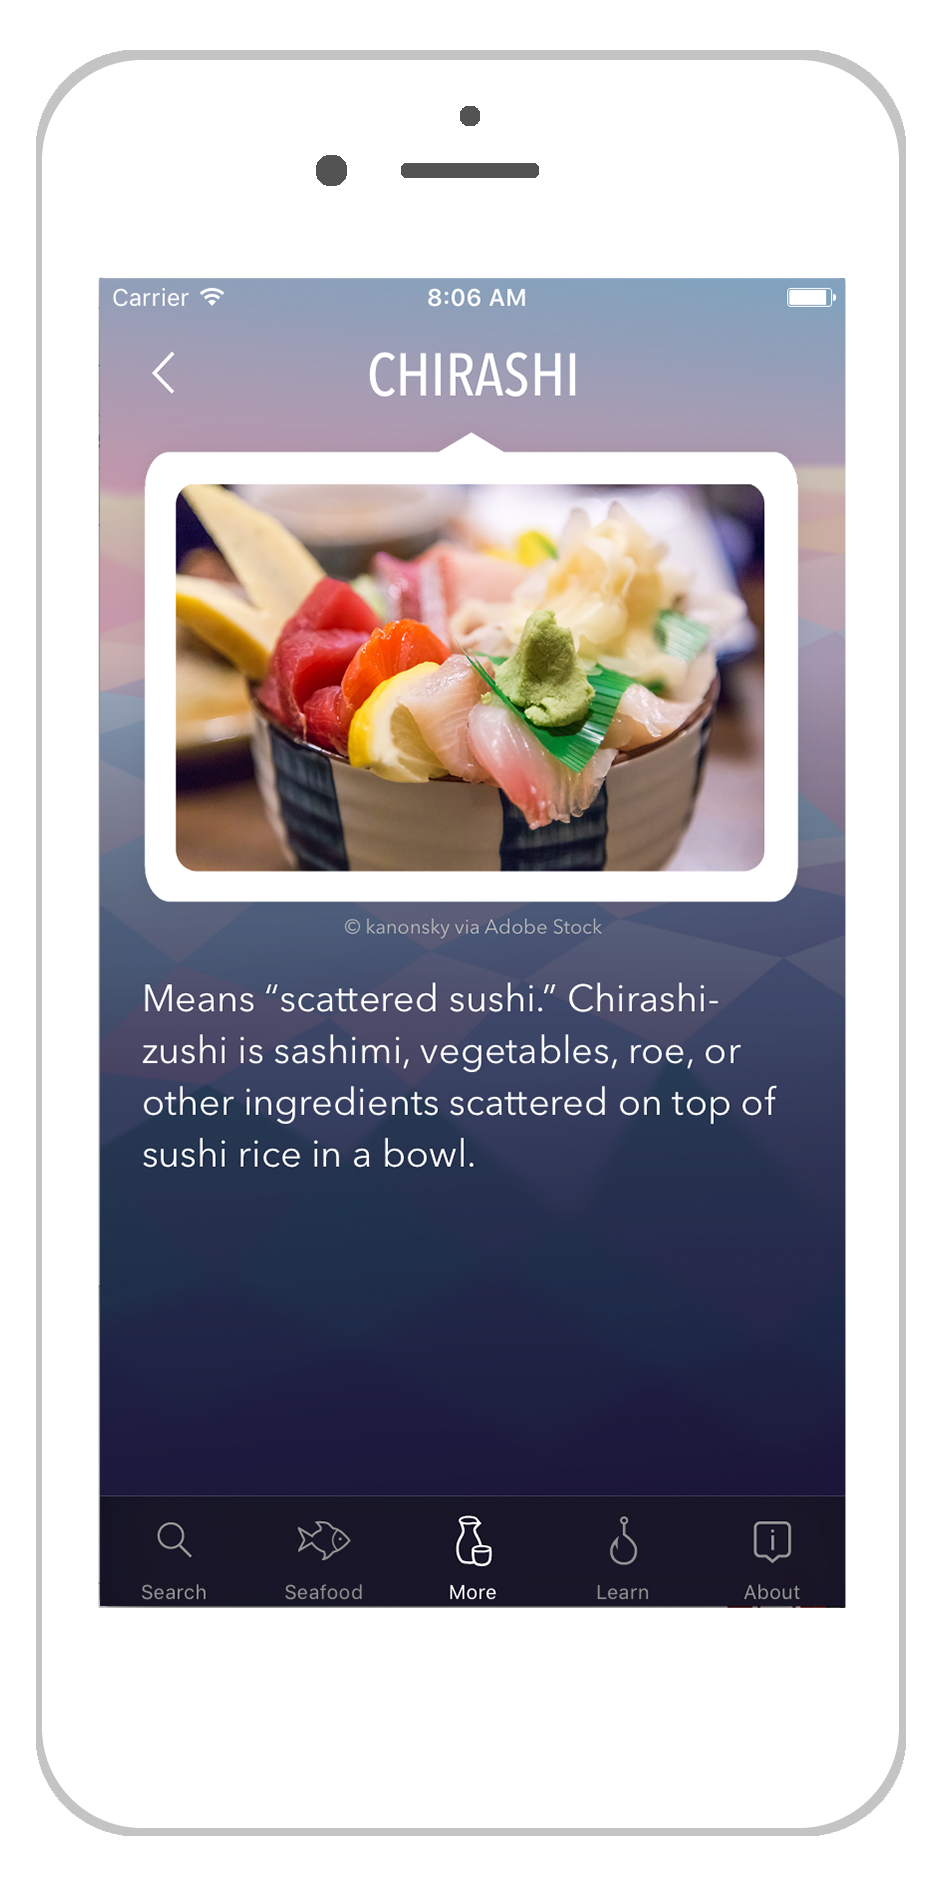 Carrier 8:06 AM
CHIRASHI
© kanonsky via Adobe Stock
Means “scattered sushi.” Chirashi-
zushi is sashimi, vegetables, roe, or
other ingredients scattered on top of
sushi rice in a bowl.
Search Seafood More Learn About